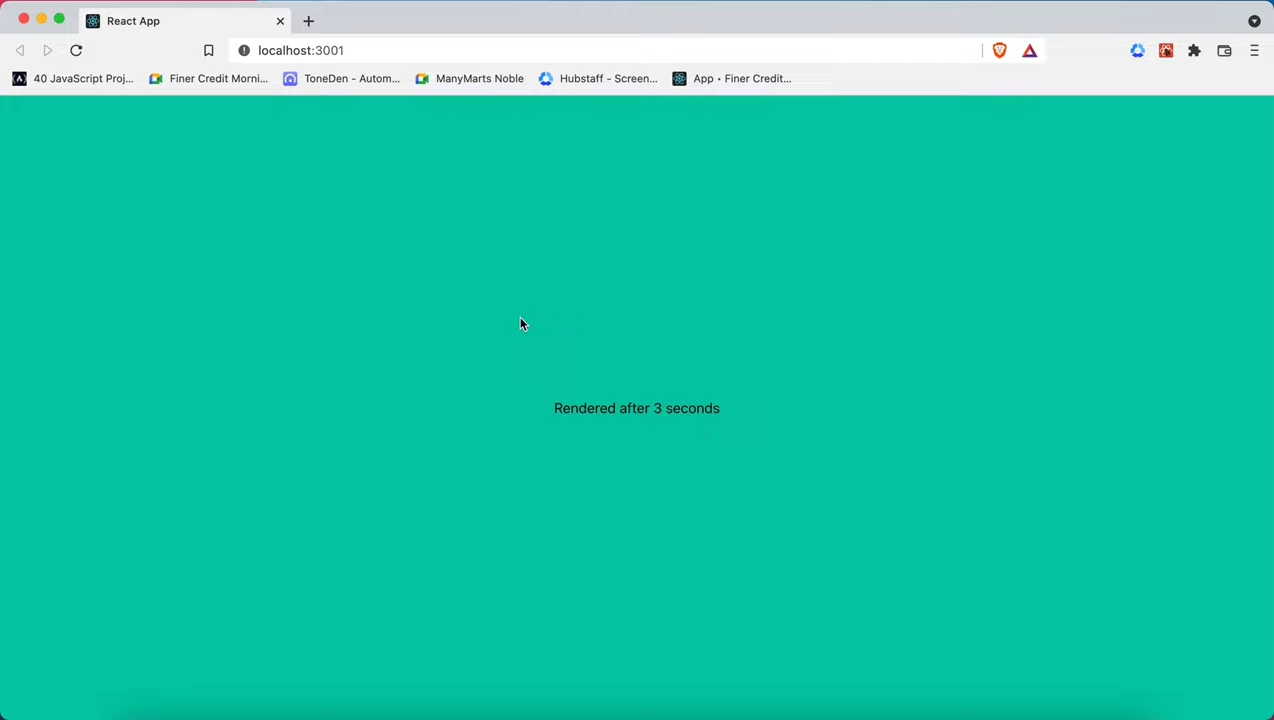 React App
localhost:3001
40 JavaScript Proj... Finer Credit Morni... ToneDen - Autom... ManyMarts Noble Hubstaff - Screen... App • Finer Credit...
Rendered after 3 seconds